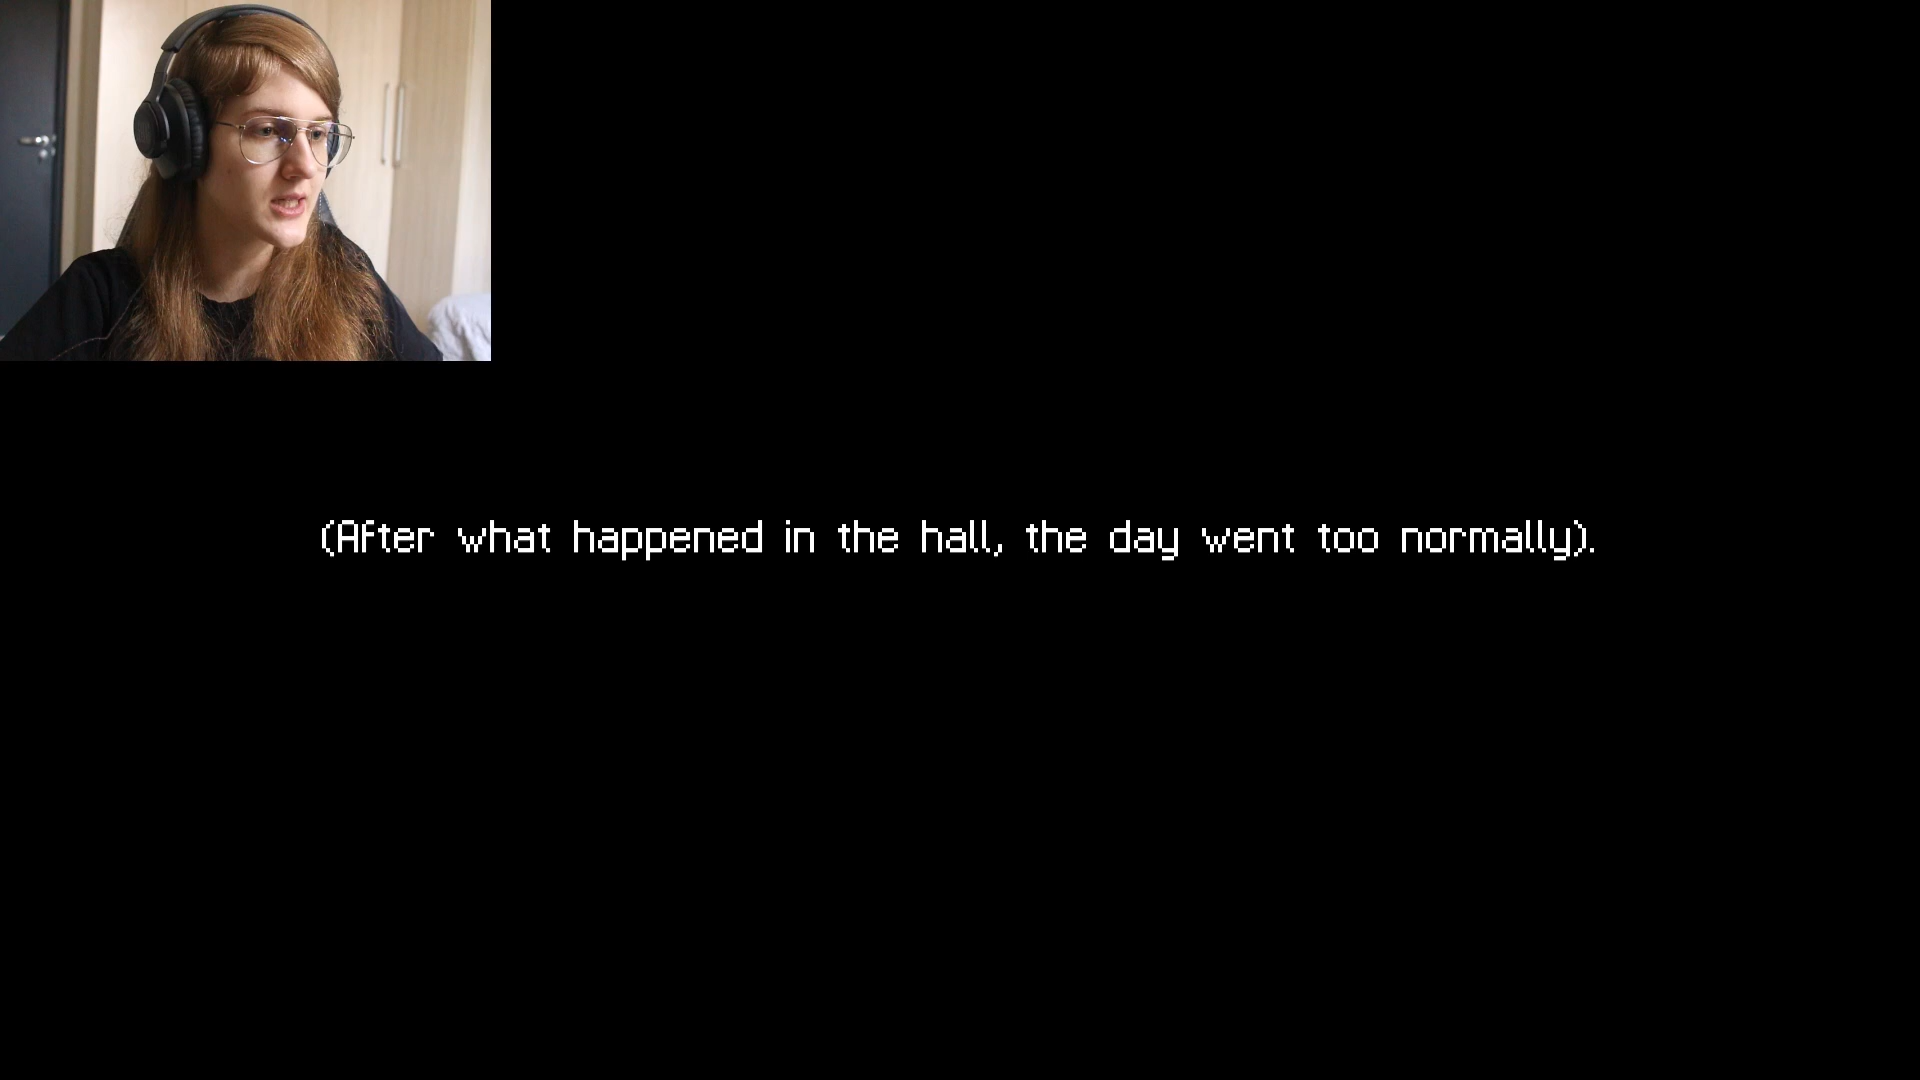 (After what happened in the hall, the day went too normally).